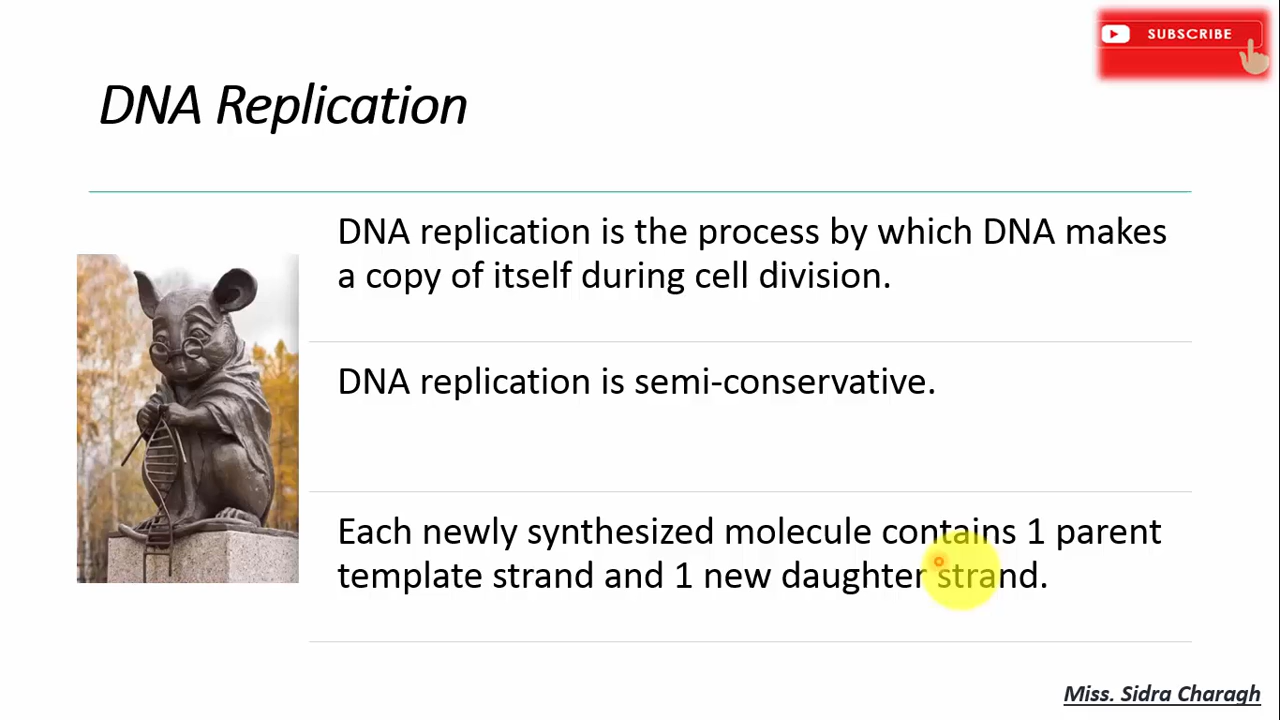 SUBSCRIBE
DNA Replication
DNA replication is the process by which DNA makes
a copy of itself during cell division.
DNA replication is semi-conservative.
Each newly synthesized molecule contains 1 parent
template strand and 1 new daughter strand.
Miss. Sidra Charagh